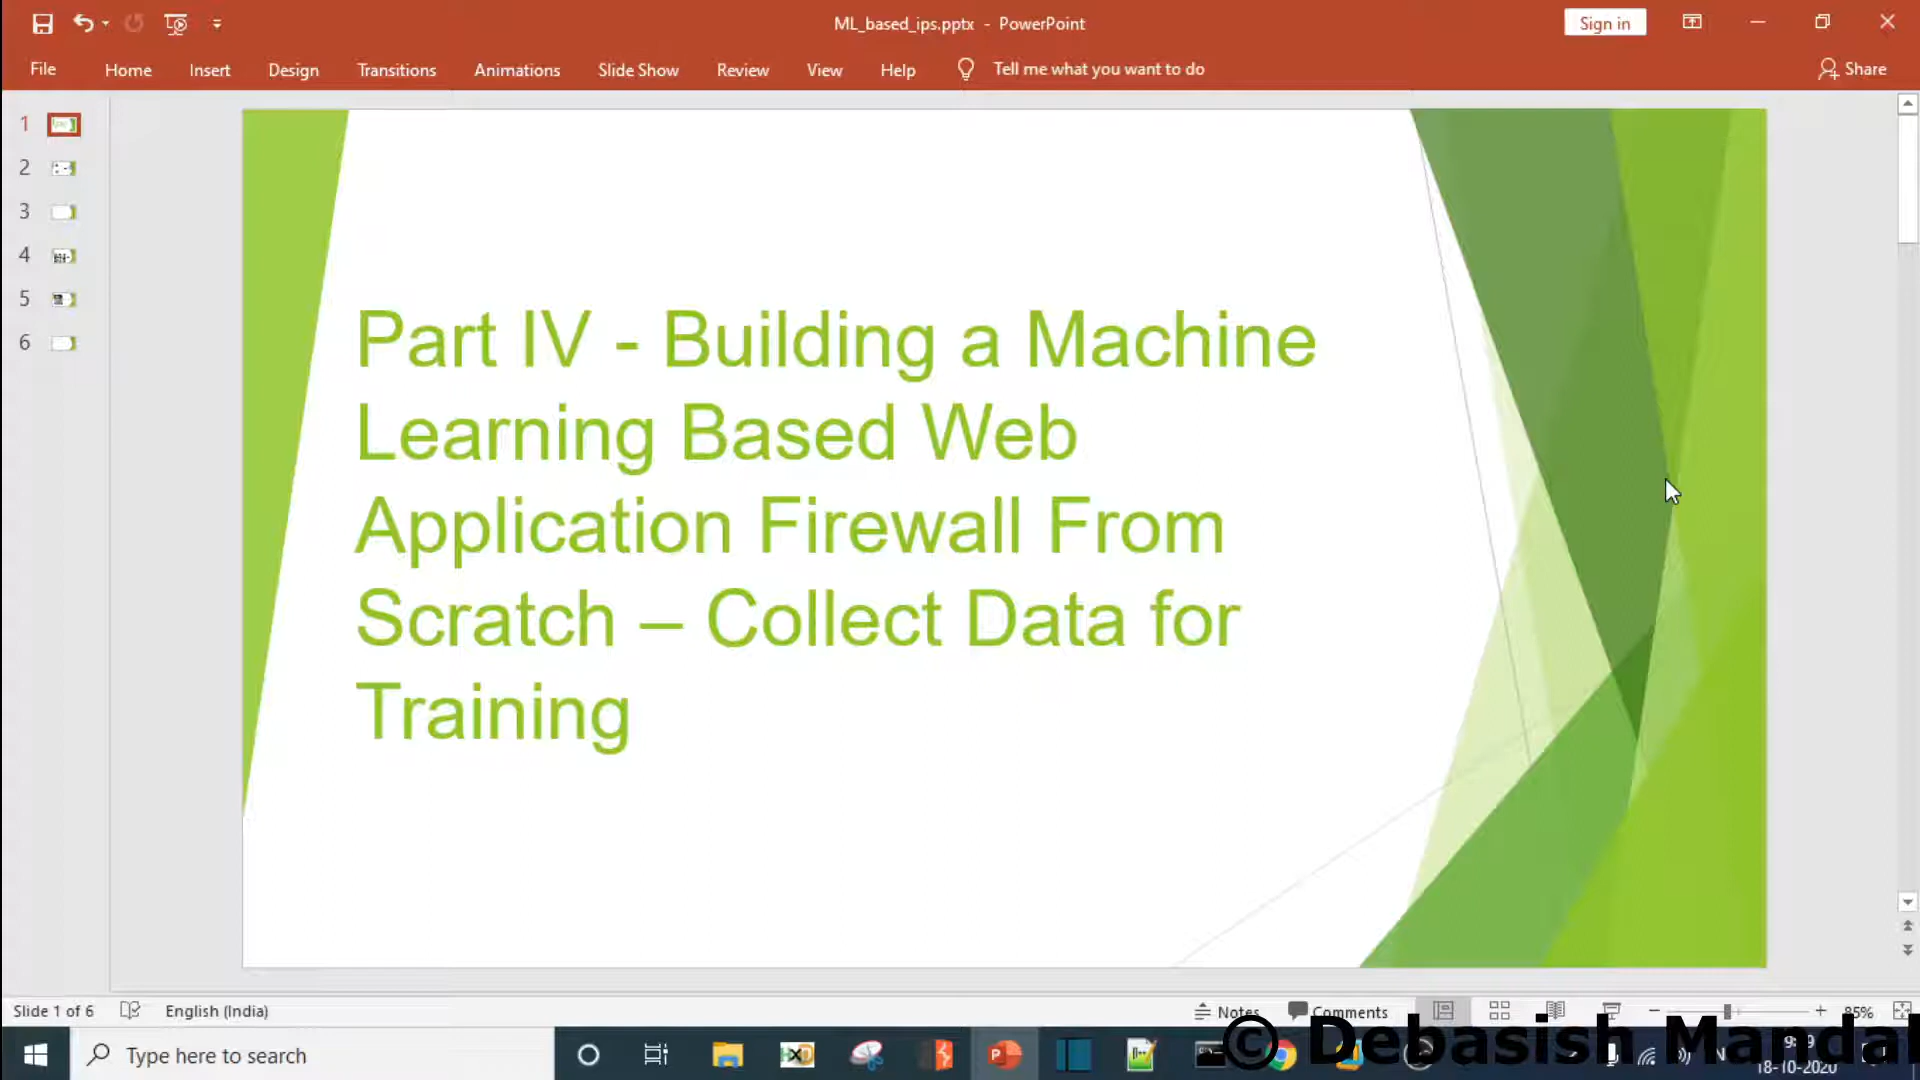 ML_based_ips.pptx - PowerPoint
Sign in
File Home Insert Design Transitions Animations Slide Show Review View Help Tell me what you want to do Share
1
2
3
4
5
6
Part IV - Building a Machine
Learning Based Web
Application Firewall From
Scratch – Collect Data for
Training
Slide 1 of 6 English (India) Notes Comments 85%
Type here to search
© Debasish Mandal
18-10-2020